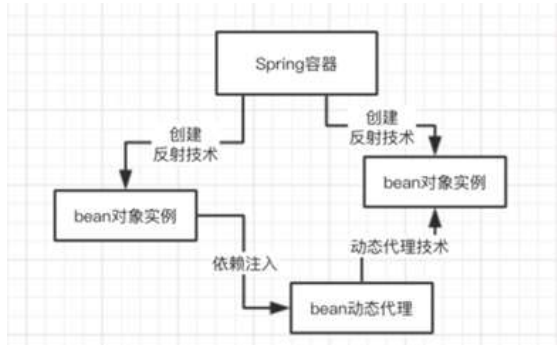 Spring容器
创建
反射技术
创建
反射技术
bean对象实例
bean对象实例
依赖注入
动态代理技术
bean动态代理